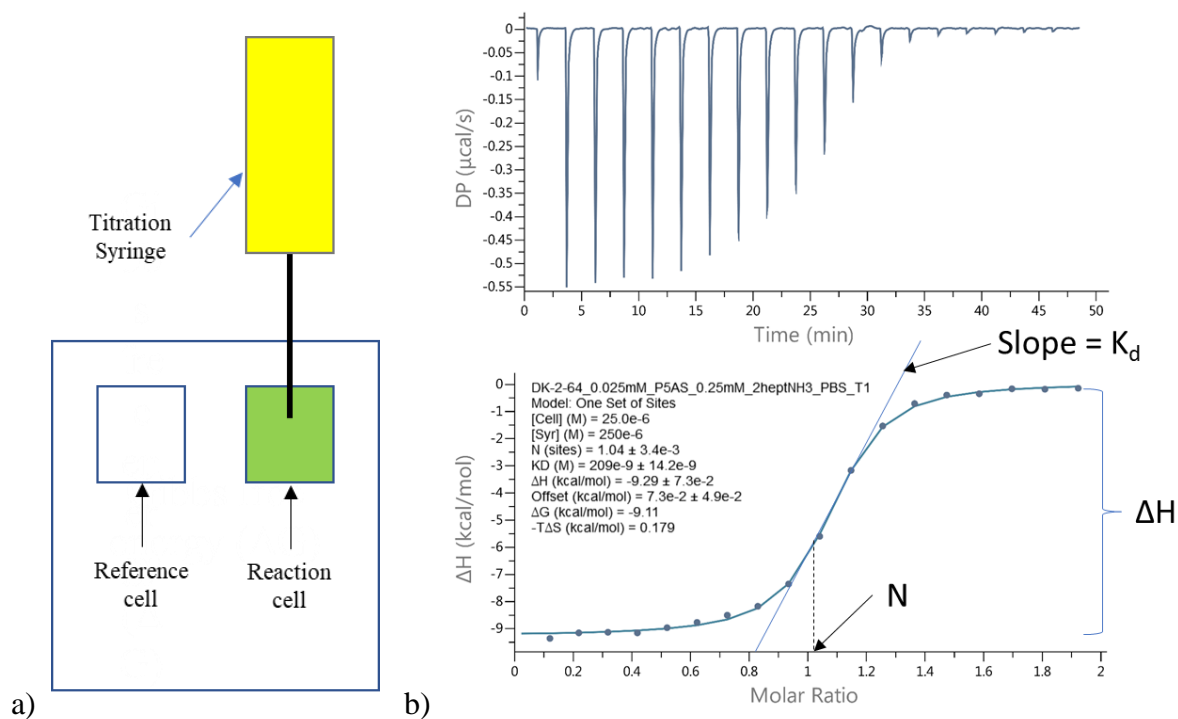 Titration
Syringe
Reference
cell
Reaction
cell
a)
0
-0.05
-0.1
-0.15
-0.2
-0.25
-0.3
-0.35
-0.4
-0.45
-0.5
-0.55
DP (µcal/s)
0 5 10 15 20 25 30 35 40 45 50
Time (min)
Slope = Kd
0
-1
-2
-3
-4
-5
-6
-7
-8
-9
ΔH (kcal/mol)
DK-2-64_0.025mM_P5AS_0.25mM_2heptNH3_PBS_T1
Model: One Set of Sites
[Cell] (M) = 25.0e-6
[Syr] (M) = 250e-6
N (sites) = 1.04 ± 3.4e-3
KD (M) = 209e-9 ± 14.2e-9
ΔH (kcal/mol) = -9.29 ± 7.3e-2
Offset (kcal/mol) = 7.3e-2 ± 4.9e-2
ΔG (kcal/mol) = -9.11
-TΔS (kcal/mol) = 0.179
ΔH
N
0 0.2 0.4 0.6 0.8 1 1.2 1.4 1.6 1.8 2
Molar Ratio
b)